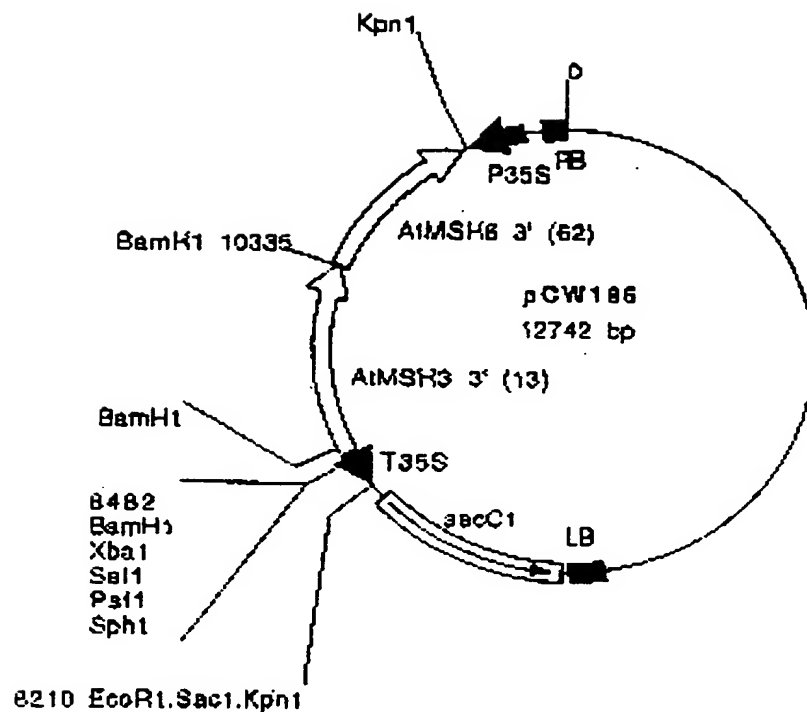 Kpn1
0
P35S
RB
AtMSH6 3' (62)
BamH1 10335
pCW186
12742 bp
AtMSH3 3' (13)
BamH1
T35S
8482
BamH1
Xba1
Sal1
Pst1
Sph1
aacC1
LB
8210 EcoR1.Sac1.Kpn1